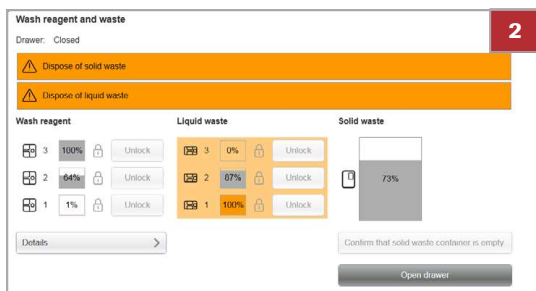 Wash reagent and waste
2
Drawer: Closed
Dispose of solid waste
Dispose of liquid waste
Wash reagent
Liquid waste
Solid waste
3 100% Unlock
3 0% Unlock
2 64% Unlock
2 87% Unlock
73%
1 1% Unlock
1 100% Unlock
Details
Confirm that solid waste container is empty
Open drawer